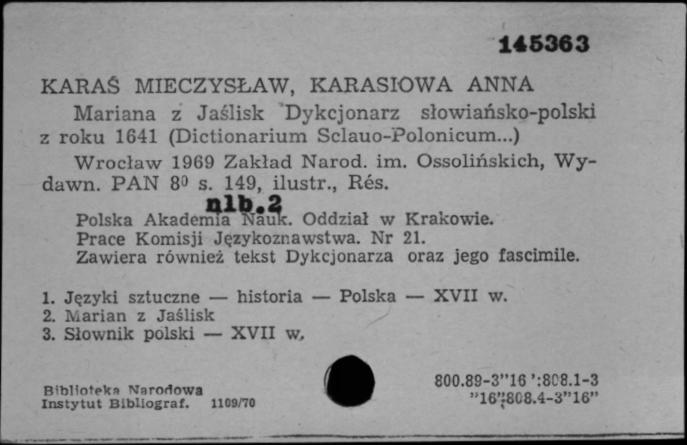 145363
KARAŚ MIECZYSŁAW, KARASIOWA ANNA
Mariana z Jaślisk Dykcjonarz słowiańsko-polski
z roku 1641 (Dictionarium Sclauo-Polonicum...)
Wrocław 1969 Zakład Narod. im. Ossolińskich, Wy-
dawn. PAN 8⁰ s. 149, ilustr., Rés.
nlb.2
Polska Akademia Nauk. Oddział w Krakowie.
Prace Komisji Językoznawstwa. Nr 21.
Zawiera również tekst Dykcjonarza oraz jego fascimile.
1. Języki sztuczne — historia — Polska — XVII w.
2. Marian z Jaślisk
3. Słownik polski — XVII w.
Biblioteka Narodowa
Instytut Bibliograf. 1109/70
800.89-3"16':808.1-3
"16":808.4-3"16"